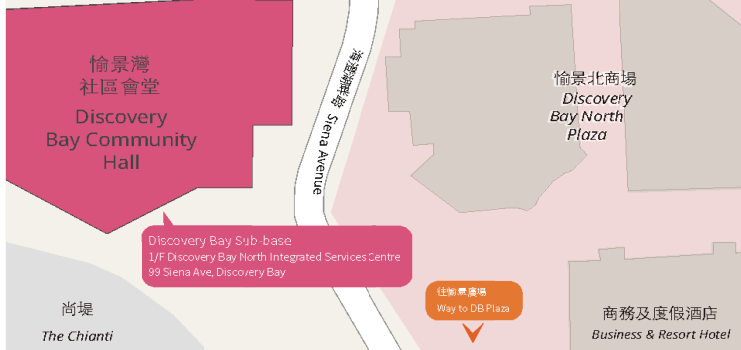 愉景灣
社區會堂
Discovery
Bay Community
Hall
Siena Avenue
愉景北商場
Discovery
Bay North
Plaza
Discovery Bay Sub-base
1/F Discovery Bay North Integrated Services Centre
99 Siena Ave, Discovery Bay
往愉景廣場
Way to DB Plaza
尚堤
The Chianti
商務及度假酒店
Business & Resort Hotel